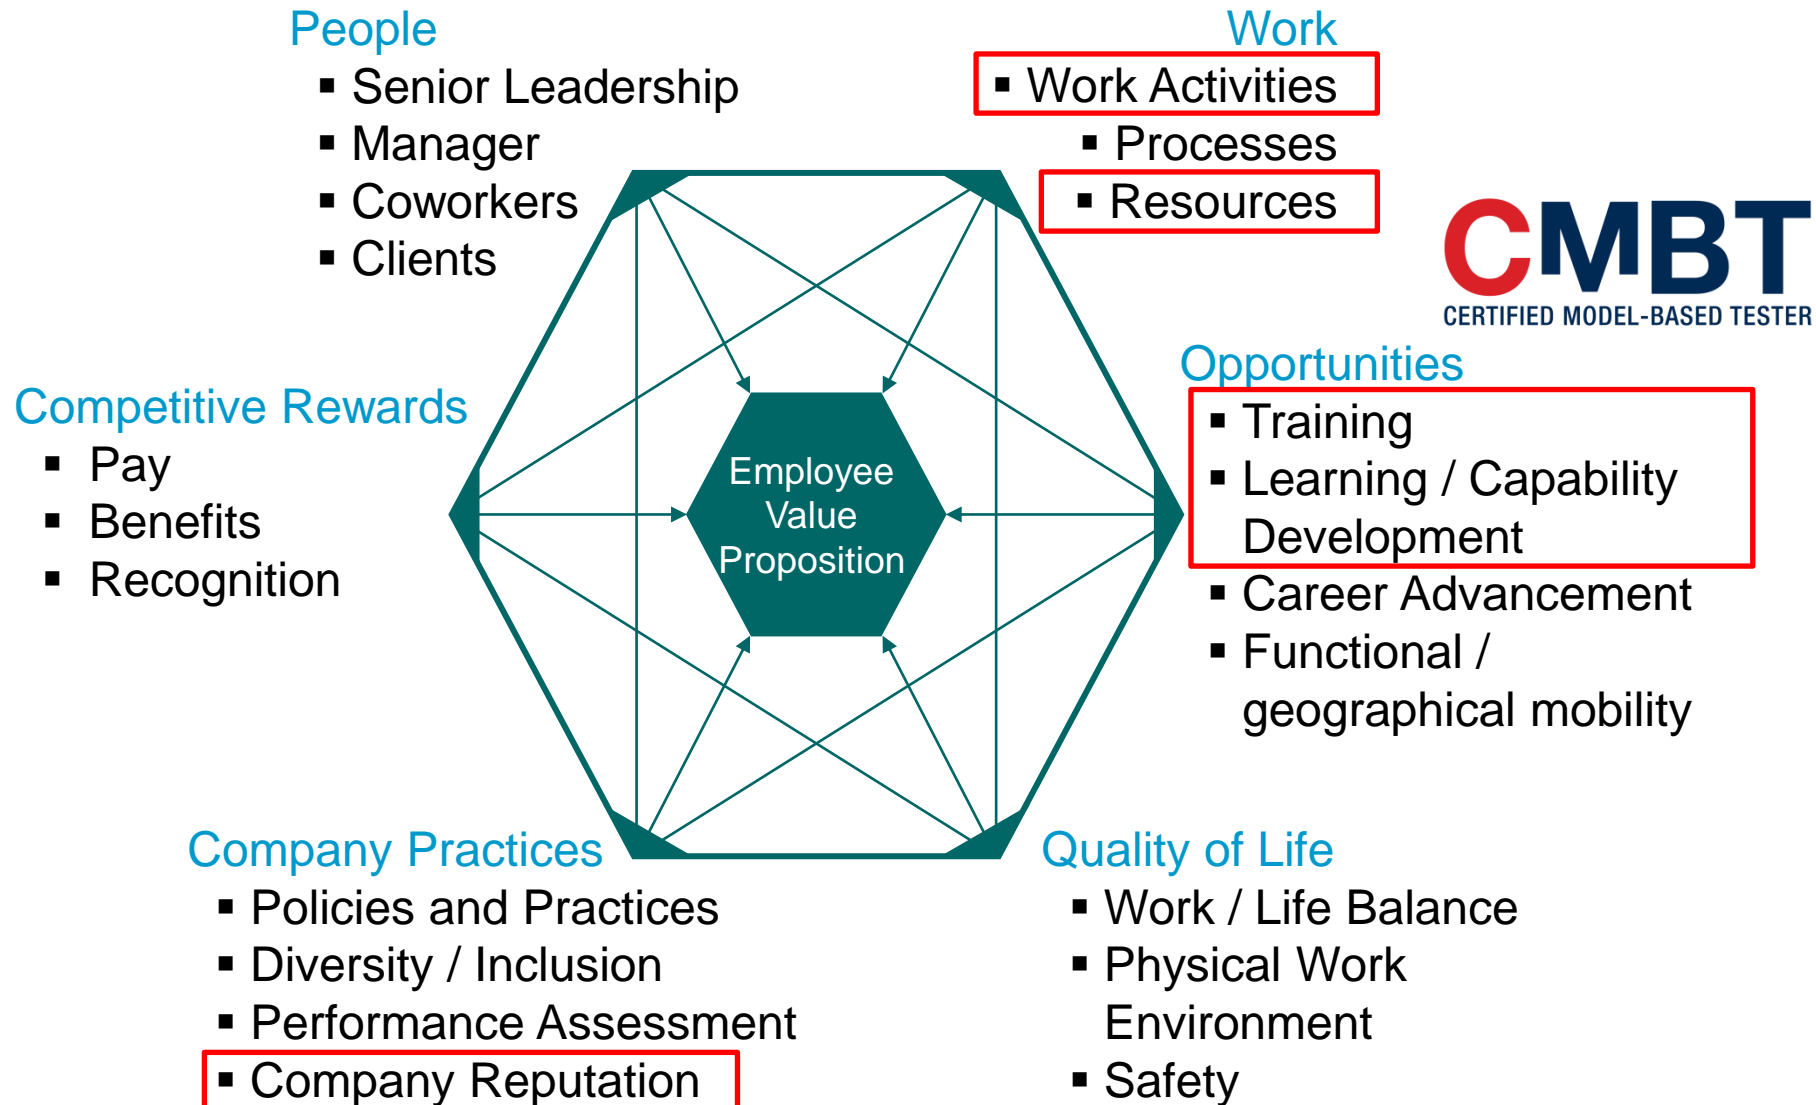 People
▪ Senior Leadership
▪ Manager
▪ Coworkers
▪ Clients
Work
▪ Work Activities
▪ Processes
▪ Resources
CMBT
CERTIFIED MODEL-BASED TESTER
Competitive Rewards
▪ Pay
▪ Benefits
▪ Recognition
Employee
Value
Proposition
Opportunities
▪ Training
▪ Learning / Capability
Development
▪ Career Advancement
▪ Functional /
geographical mobility
Company Practices
▪ Policies and Practices
▪ Diversity / Inclusion
▪ Performance Assessment
▪ Company Reputation
Quality of Life
▪ Work / Life Balance
▪ Physical Work
Environment
▪ Safety